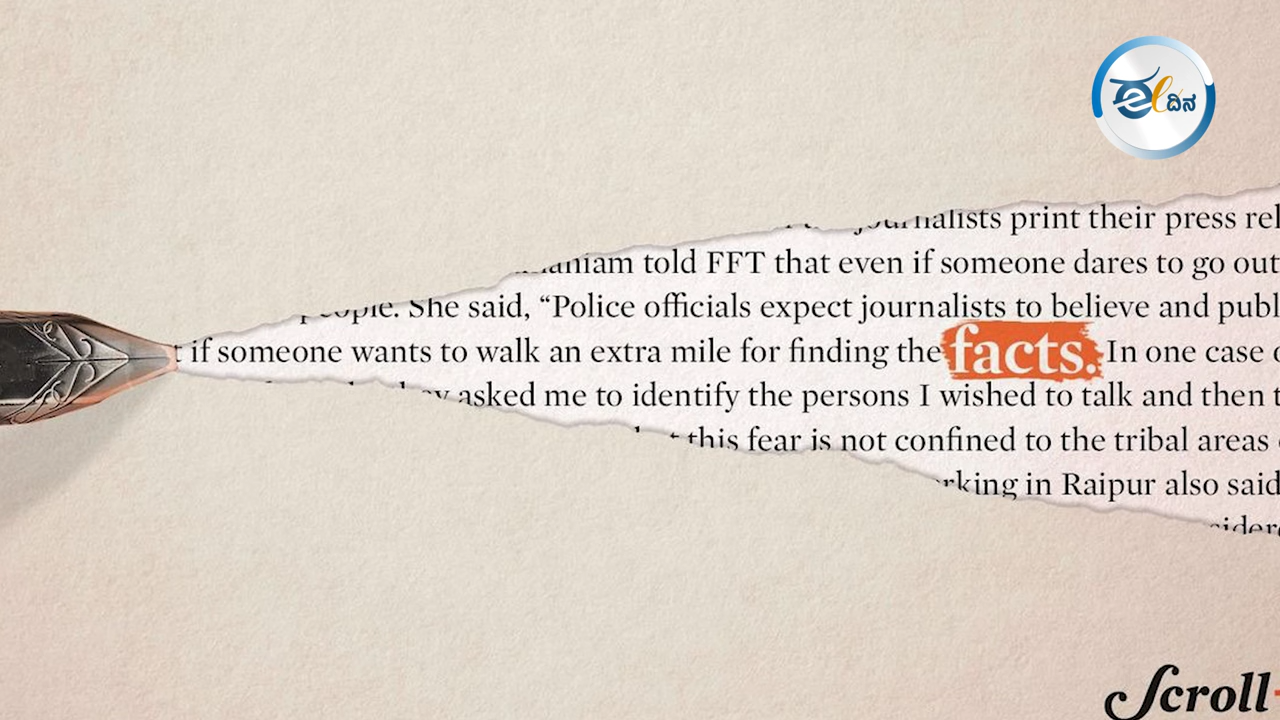 ಈ ದಿನ
journalists print their press rel
told FFT that even if someone dares to go out
people. She said, “Police officials expect journalists to believe and publ
if someone wants to walk an extra mile for finding the facts. In one case
asked me to identify the persons I wished to talk and then t
this fear is not confined to the tribal areas
rking in Raipur also said
Scroll